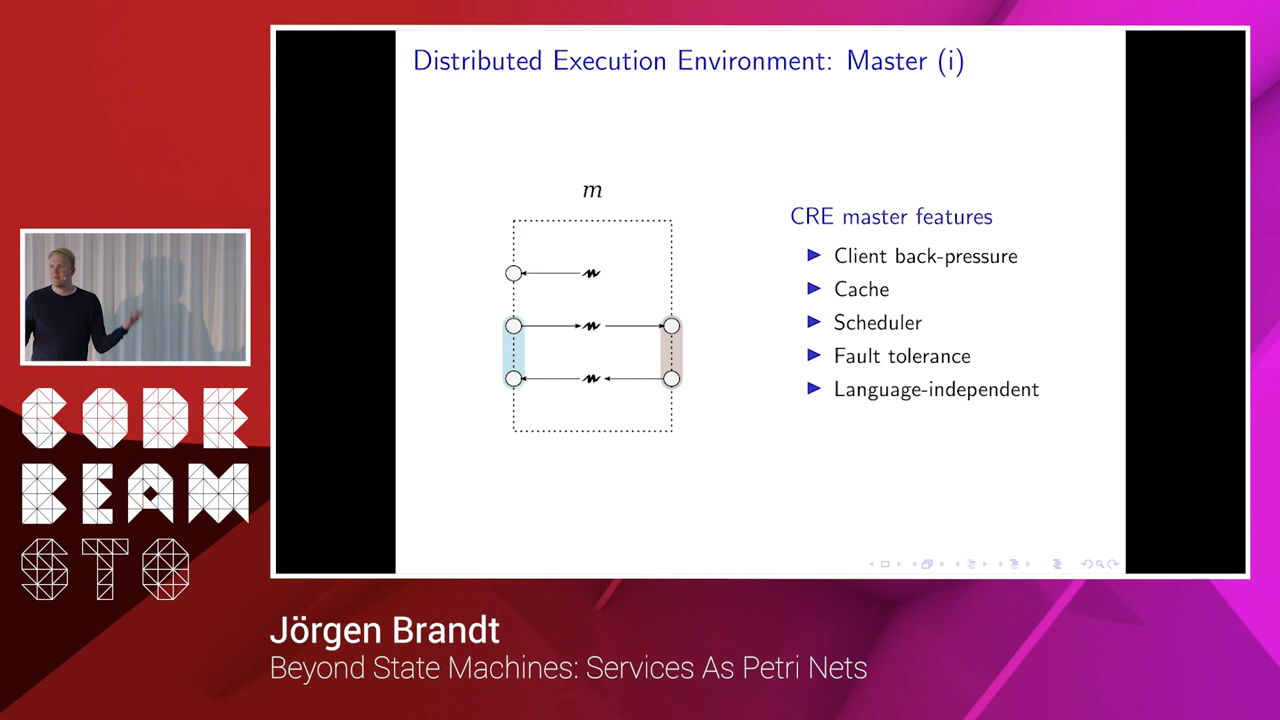 Distributed Execution Environment: Master (i)
m
CRE master features
Client back-pressure
Cache
Scheduler
Fault tolerance
Language-independent
CODE
BEAM
STO
Jörgen Brandt
Beyond State Machines: Services As Petri Nets